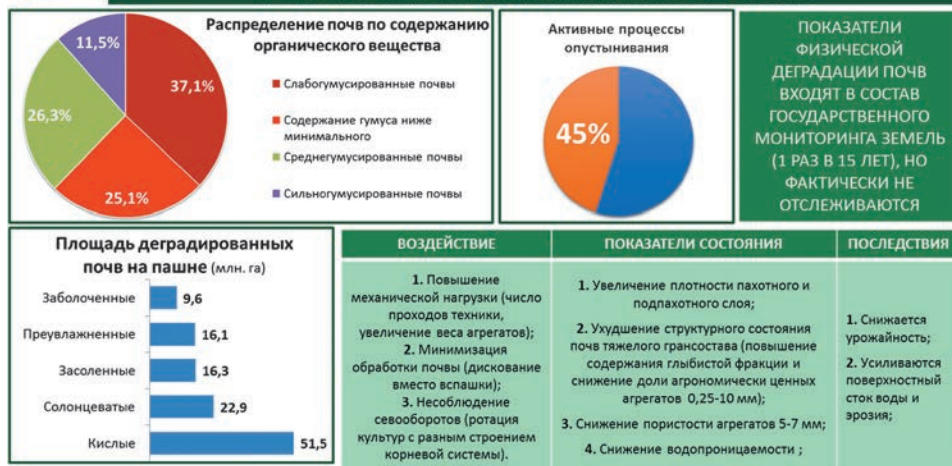 Распределение почв по содержанию
органического вещества
11,5%
37,1%
26,3%
25,1%
Слабогумусированные почвы
Содержание гумуса ниже
минимального
Среднегумусированные почвы
Сильногумусированные почвы
Активные процессы
опустынивания
45%
ПОКАЗАТЕЛИ
ФИЗИЧЕСКОЙ
ДЕГРАДАЦИИ ПОЧВ
ВХОДЯТ В СОСТАВ
ГОСУДАРСТВЕННОГО
МОНИТОРИНГА ЗЕМЕЛЬ
(1 РАЗ В 15 ЛЕТ), НО
ФАКТИЧЕСКИ НЕ
ОТСЛЕЖИВАЮТСЯ
Площадь деградированных
почв на пашне (млн. га)
Заболоченные 9,6
Преувлажненные 16,1
Засоленные 16,3
Солонцеватые 22,9
Кислые 51,5
ВОЗДЕЙСТВИЕ
1. Повышение
механической нагрузки (число
проходов техники,
увеличение веса агрегатов);
2. Минимизация
обработки почвы (дискование
вместо вспашки);
3. Несоблюдение
севооборотов (ротация
культур с разным строением
корневой системы).
ПОКАЗАТЕЛИ СОСТОЯНИЯ
1. Увеличение плотности пахотного и
подпахотного слоя;
2. Ухудшение структурного состояния
почв тяжелого грансостава (повышение
содержания глыбистой фракции и
снижение доли агрономически ценных
агрегатов 0,25-10 мм);
3. Снижение пористости агрегатов 5-7 мм;
4. Снижение водопроницаемости ;
ПОСЛЕДСТВИЯ
1. Снижается
урожайность;
2. Усиливаются
поверхностный
сток воды и
эрозия;